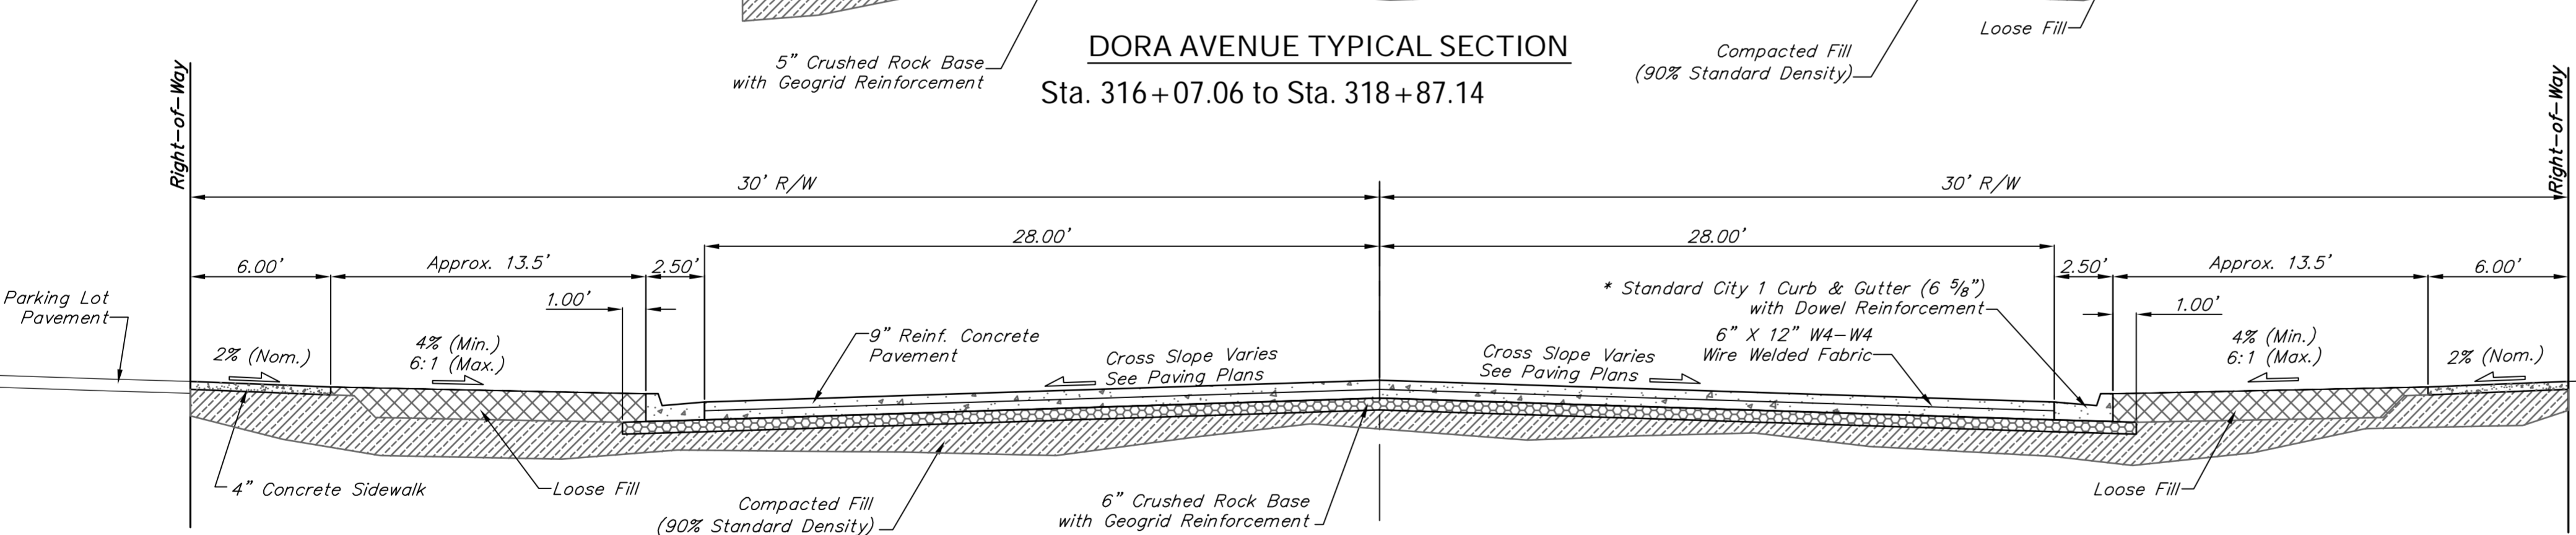 Loose Fill
5" Crushed Rock Base
with Geogrid Reinforcement
DORA AVENUE TYPICAL SECTION
Sta. 316+07.06 to Sta. 318+87.14
Compacted Fill
(90% Standard Density)
Right-of-Way
Right-of-Way
30' R/W
30' R/W
28.00'
28.00'
6.00'
Approx. 13.5'
2.50'
2.50'
Approx. 13.5'
6.00'
1.00'
1.00'
Parking Lot
Pavement
2% (Nom.)
4% (Min.)
6:1 (Max.)
9" Reinf. Concrete
Pavement
Cross Slope Varies
See Paving Plans
Cross Slope Varies
See Paving Plans
* Standard City 1 Curb & Gutter (6 5/8")
with Dowel Reinforcement
6" X 12" W4-W4
Wire Welded Fabric
4% (Min.)
6:1 (Max.)
2% (Nom.)
4" Concrete Sidewalk
Loose Fill
Compacted Fill
(90% Standard Density)
6" Crushed Rock Base
with Geogrid Reinforcement
Loose Fill